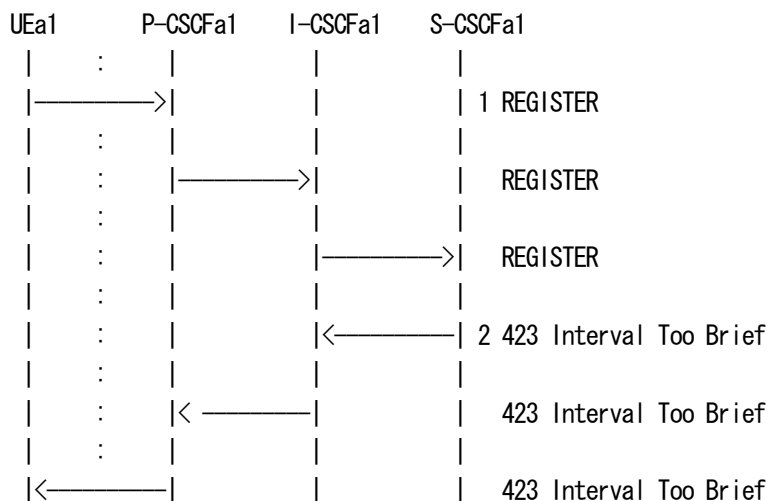 UEa1 P-CSCFa1 I-CSCFa1 S-CSCFa1
1 REGISTER
REGISTER
REGISTER
2 423 Interval Too Brief
423 Interval Too Brief
423 Interval Too Brief